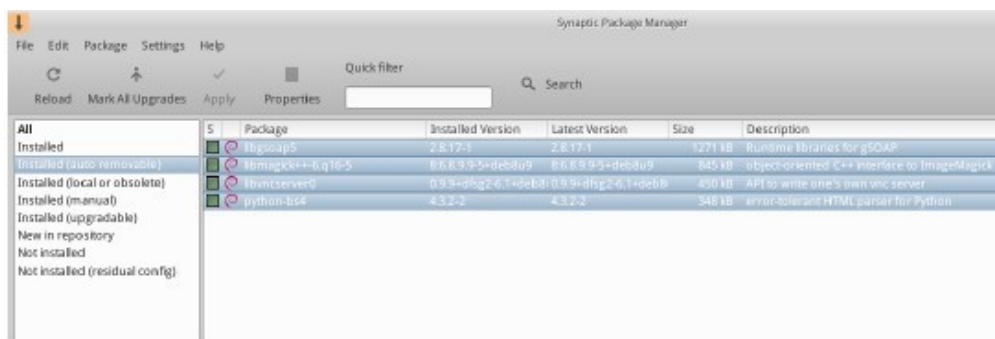 Synaptic Package Manager
File Edit Package Settings Help
Quick filter
Search
Reload Mark All Upgrades Apply Properties
All
Installed
Installed (auto removable)
Installed (local or obsolete)
Installed (manual)
Installed (upgradable)
New in repository
Not installed
Not installed (residual config)
S Package Installed Version Latest Version Size Description
libgsoap5 2.8.17-1 2.8.17-1 1271 kB Runtime libraries for gSOAP
libmagick++-6.q16-5 8:6.8.9.9-5+deb8u9 8:6.8.9.9-5+deb8u9 845 kB object-oriented C++ interface to ImageMagick
libvncserver0 0.9.9+dfsg2-6.1+deb8 0.9.9+dfsg2-6.1+deb8 450 kB API to write one's own vnc server
python-bs4 4.3.2-2 4.3.2-2 348 kB error-tolerant HTML parser for Python